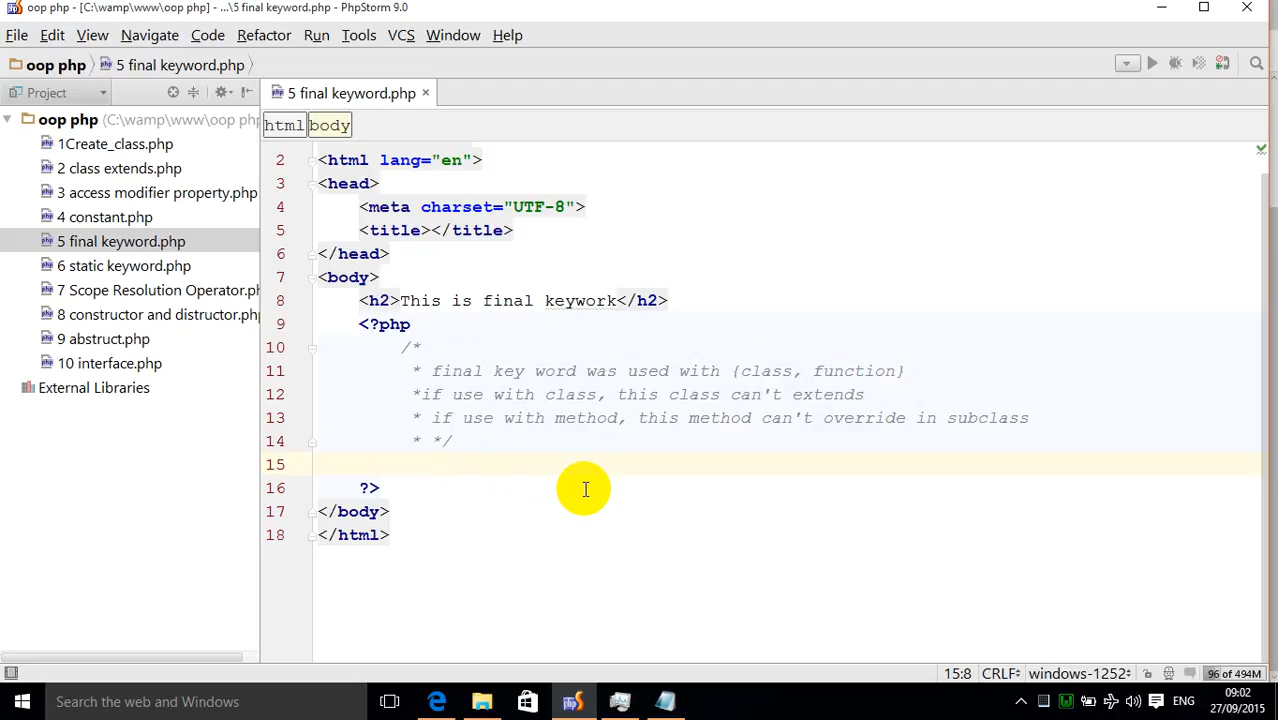 oop php - [C:\wamp\www\oop php] - ...\5 final keyword.php - PhpStorm 9.0
File Edit View Navigate Code Refactor Run Tools VCS Window Help
oop php 5 final keyword.php
Project 5 final keyword.php
oop php (C:\wamp\www\oop php
1Create_class.php
2 class extends.php
3 access modifier property.php
4 constant.php
5 final keyword.php
6 static keyword.php
7 Scope Resolution Operator.ph
8 constructor and distructor.php
9 abstruct.php
10 interface.php
External Libraries
html body
2 <html lang="en">
3 <head>
4 <meta charset="UTF-8">
5 <title></title>
6 </head>
7 <body>
8 <h2>This is final keywork</h2>
9 <?php
10 /*
11 * final key word was used with {class, function}
12 *if use with class, this class can't extends
13 * if use with method, this method can't override in subclass
14 * */
15
16 ?>
17 </body>
18 </html>
15:8 CRLF windows-1252 96 of 494M
Search the web and Windows
ENG
09:02
27/09/2015